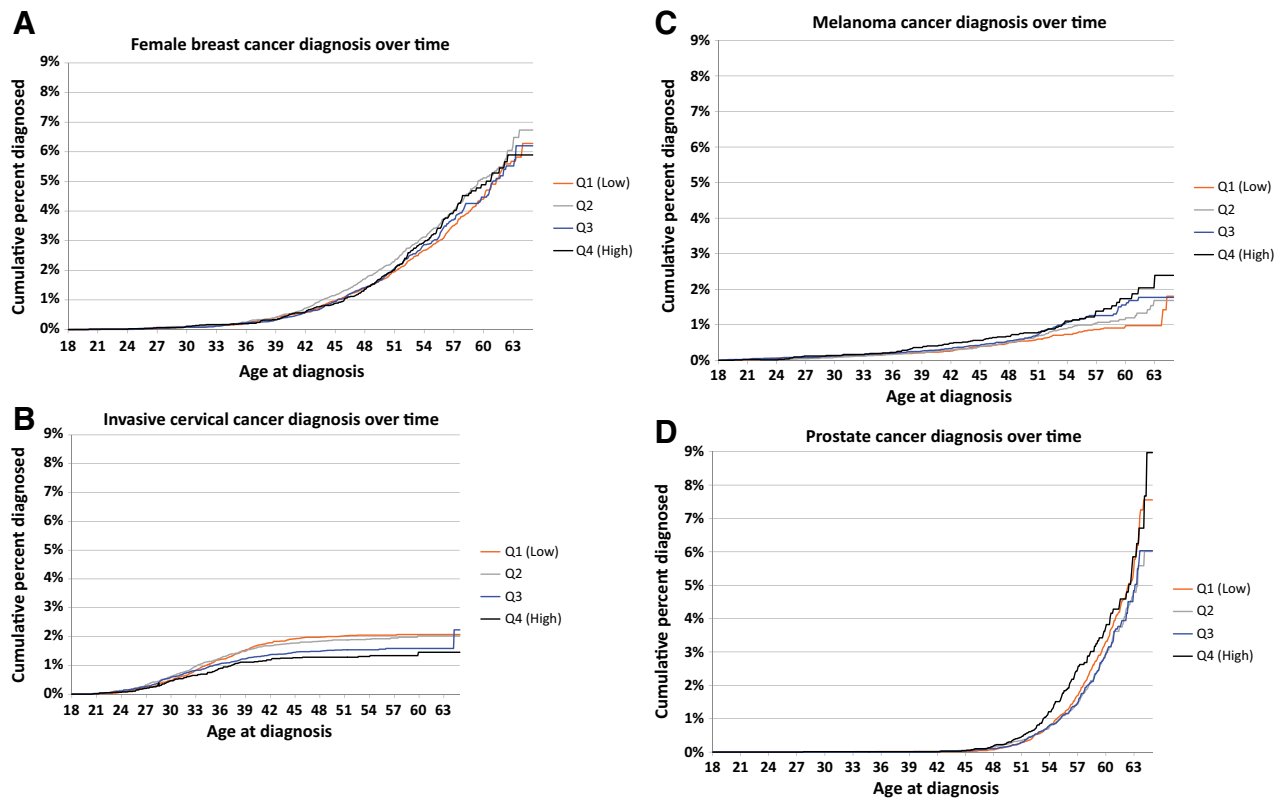 A
Female breast cancer diagnosis over time
Cumulative percent diagnosed
9%
8%
7%
6%
5%
4%
3%
2%
1%
0%
18 21 24 27 30 33 36 39 42 45 48 51 54 57 60 63
Age at diagnosis
Q1 (Low)
Q2
Q3
Q4 (High)
B
Invasive cervical cancer diagnosis over time
Cumulative percent diagnosed
9%
8%
7%
6%
5%
4%
3%
2%
1%
0%
18 21 24 27 30 33 36 39 42 45 48 51 54 57 60 63
Age at diagnosis
Q1 (Low)
Q2
Q3
Q4 (High)
C
Melanoma cancer diagnosis over time
Cumulative percent diagnosed
9%
8%
7%
6%
5%
4%
3%
2%
1%
0%
18 21 24 27 30 33 36 39 42 45 48 51 54 57 60 63
Age at diagnosis
Q1 (Low)
Q2
Q3
Q4 (High)
D
Prostate cancer diagnosis over time
Cumulative percent diagnosed
9%
8%
7%
6%
5%
4%
3%
2%
1%
0%
18 21 24 27 30 33 36 39 42 45 48 51 54 57 60 63
Age at diagnosis
Q1 (Low)
Q2
Q3
Q4 (High)